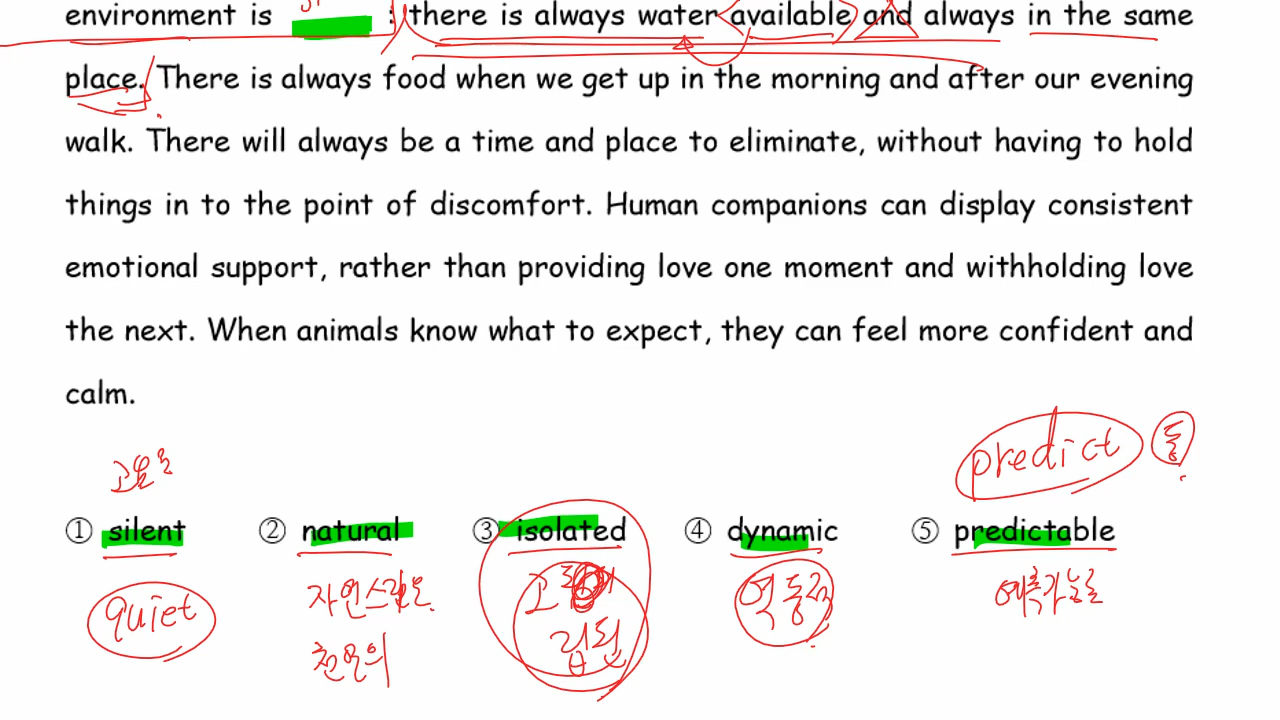 environment is : there is always water available and always in the same
place. There is always food when we get up in the morning and after our evening
walk. There will always be a time and place to eliminate, without having to hold
things in to the point of discomfort. Human companions can display consistent
emotional support, rather than providing love one moment and withholding love
the next. When animals know what to expect, they can feel more confident and
calm.
predict 동
① silent ② natural ③ isolated ④ dynamic ⑤ predictable
quiet 자연스러운 고립된 역동적 예측가능한
천연의